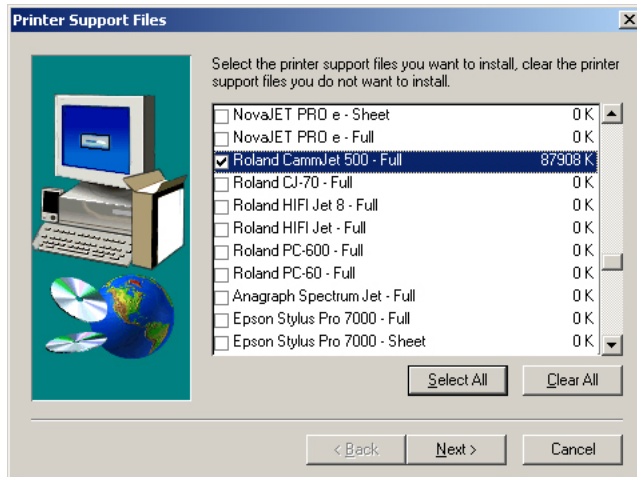 Printer Support Files
Select the printer support files you want to install, clear the printer
support files you do not want to install.
NovaJET PRO e - Sheet 0 K
NovaJET PRO e - Full 0 K
Roland CammJet 500 - Full 87908 K
Roland CJ-70 - Full 0 K
Roland HIFI Jet 8 - Full 0 K
Roland HIFI Jet - Full 0 K
Roland PC-600 - Full 0 K
Roland PC-60 - Full 0 K
Anagraph Spectrum Jet - Full 0 K
Epson Stylus Pro 7000 - Full 0 K
Epson Stylus Pro 7000 - Sheet 0 K
Select All Clear All
< Back Next > Cancel